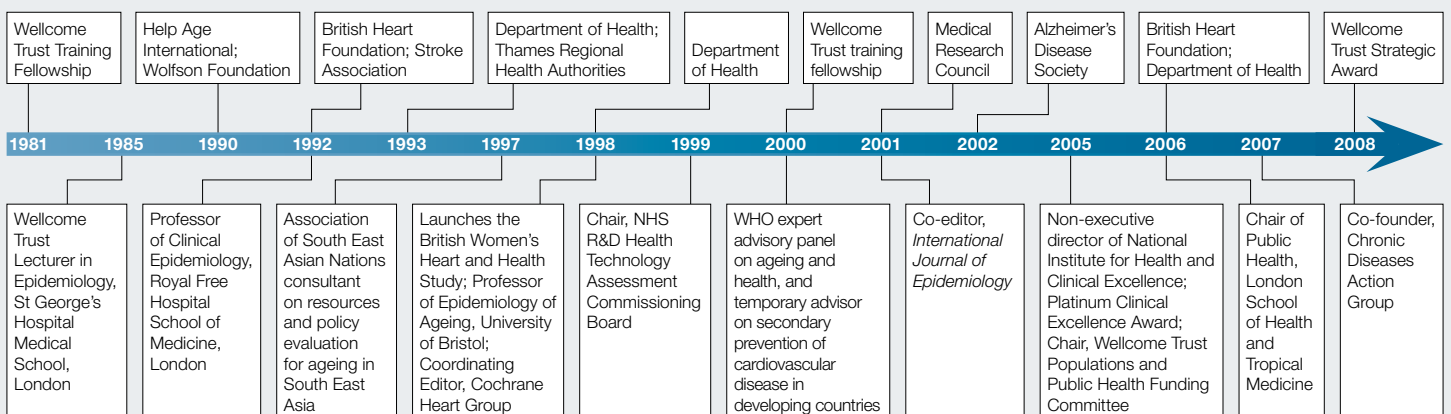 Wellcome
Trust Training
Fellowship
Help Age
International;
Wolfson Foundation
British Heart
Foundation; Stroke
Association
Department of Health;
Thames Regional
Health Authorities
Department
of Health
Wellcome
Trust training
fellowship
Medical
Research
Council
Alzheimer's
Disease
Society
British Heart
Foundation;
Department of Health
Wellcome
Trust Strategic
Award
1981 1985 1990 1992 1993 1997 1998 1999 2000 2001 2002 2005 2006 2007 2008
Wellcome
Trust
Lecturer in
Epidemiology,
St George's
Hospital
Medical
School,
London
Professor
of Clinical
Epidemiology,
Royal Free
Hospital
School of
Medicine,
London
Association
of South East
Asian Nations
consultant
on resources
and policy
evaluation
for ageing in
South East
Asia
Launches the
British Women's
Heart and Health
Study; Professor
of Epidemiology of
Ageing, University
of Bristol;
Coordinating
Editor, Cochrane
Heart Group
Chair, NHS
R&D Health
Technology
Assessment
Commissioning
Board
WHO expert
advisory panel
on ageing and
health, and
temporary advisor
on secondary
prevention of
cardiovascular
disease in
developing countries
Co-editor,
International
Journal of
Epidemiology
Non-executive
director of National
Institute for Health and
Clinical Excellence;
Platinum Clinical
Excellence Award;
Chair, Wellcome Trust
Populations and
Public Health Funding
Committee
Chair of
Public
Health,
London
School
of Health
and
Tropical
Medicine
Co-founder,
Chronic
Diseases
Action
Group